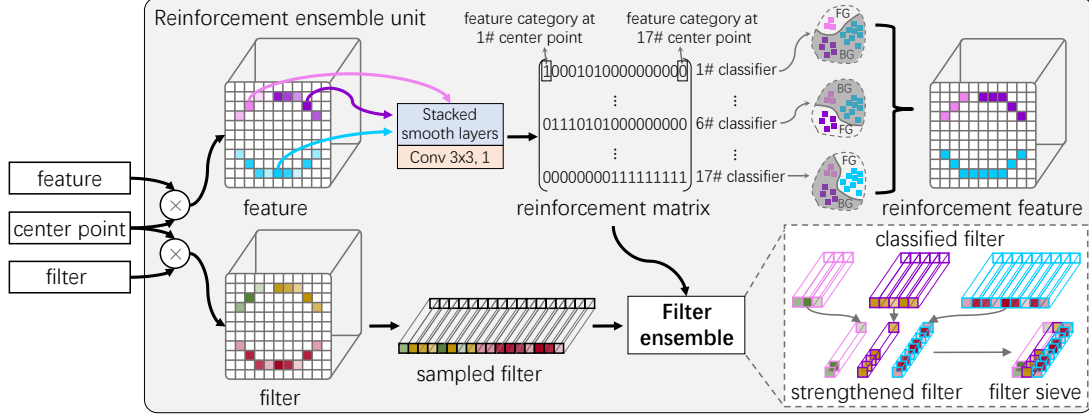 Reinforcement ensemble unit
feature category at
1# center point
feature category at
17# center point
feature
center point
filter
×
×
feature
filter
Stacked
smooth layers
Conv 3x3, 1
10001010000000000
⋮ ⋮
01110101000000000
⋮ ⋮
00000000111111111
reinforcement matrix
1# classifier
⋮
6# classifier
⋮
17# classifier
FG
BG
BG
FG
FG
BG
reinforcement feature
sampled filter
Filter
ensemble
classified filter
strengthened filter
filter sieve